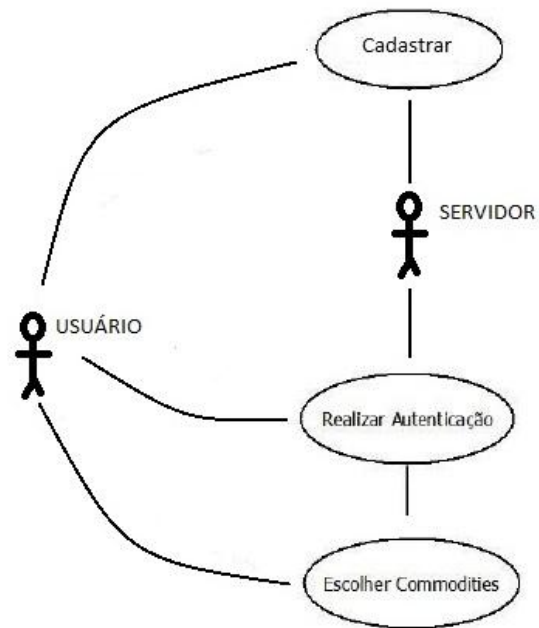 Cadastrar
SERVIDOR
USUÁRIO
Realizar Autenticação
Escolher Commodities